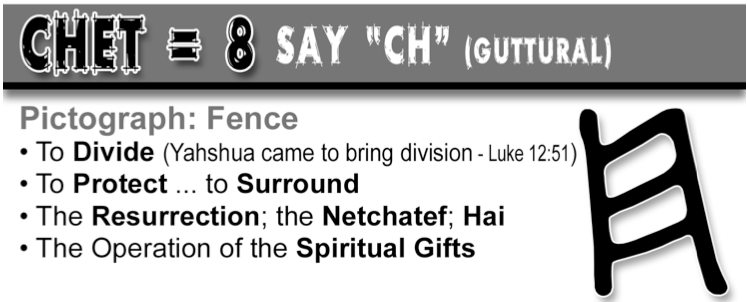 CHET = 8 SAY "CH" (GUTTURAL)
Pictograph: Fence
• To Divide (Yahshua came to bring division - Luke 12:51)
• To Protect ... to Surround
• The Resurrection; the Netchatef; Hai
• The Operation of the Spiritual Gifts